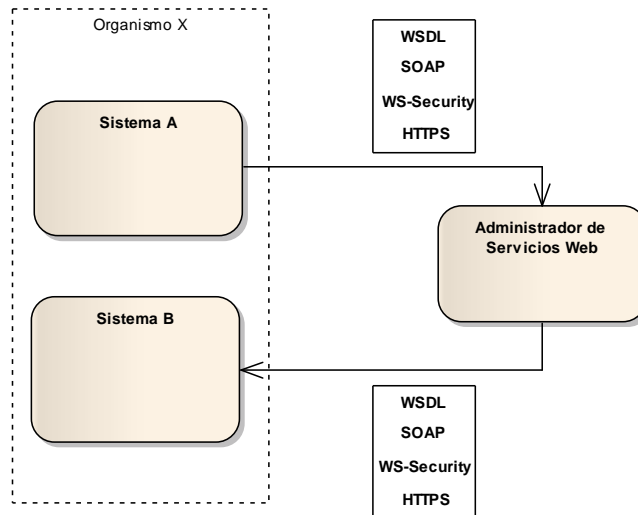 Organismo X
WSDL
SOAP
WS-Security
HTTPS
Sistema A
Administrador de
Servicios Web
Sistema B
WSDL
SOAP
WS-Security
HTTPS